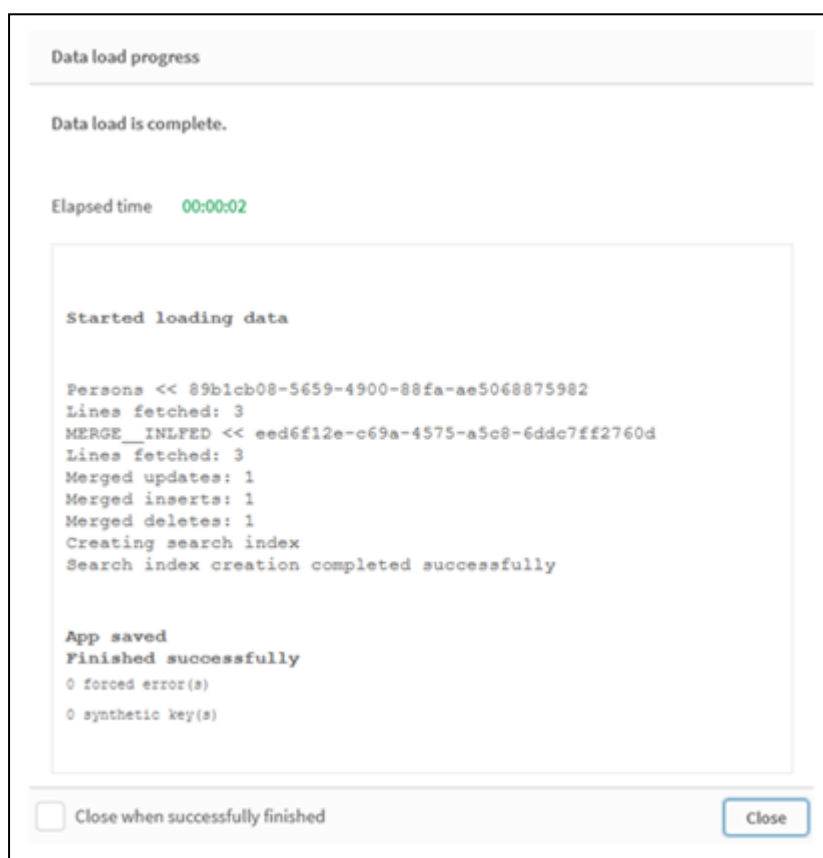 Data load progress
Data load is complete.
Elapsed time 00:00:02
Started loading data
Persons << 89b1cb08-5659-4900-88fa-ae5068875982
Lines fetched: 3
MERGE__INLFED << eed6f12e-c69a-4575-a5c8-6ddc7ff2760d
Lines fetched: 3
Merged updates: 1
Merged inserts: 1
Merged deletes: 1
Creating search index
Search index creation completed successfully
App saved
Finished successfully
0 forced error(s)
0 synthetic key(s)
Close when successfully finished
Close